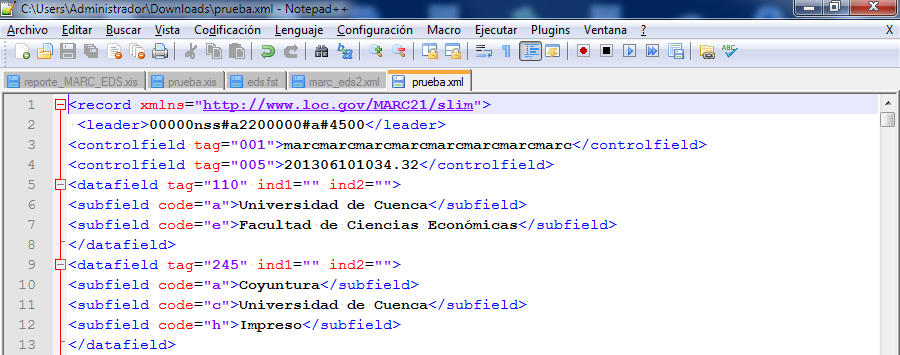 C:\Users\Administrador\Downloads\prueba.xml - Notepad++
Archivo Editar Buscar Vista Codificación Lenguaje Configuración Macro Ejecutar Plugins Ventana ? X
reporte_MARC_EDS.xis prueba.xis eds.fst marc_eds2.xml prueba.xml
1 <record xmlns="http://www.loc.gov/MARC21/slim">
2 <leader>00000nss#a2200000#a#4500</leader>
3 <controlfield tag="001">marcmarcmarcmarcmarcmarcmarcmarc</controlfield>
4 <controlfield tag="005">201306101034.32</controlfield>
5 <datafield tag="110" ind1="" ind2="">
6 <subfield code="a">Universidad de Cuenca</subfield>
7 <subfield code="e">Facultad de Ciencias Económicas</subfield>
8 </datafield>
9 <datafield tag="245" ind1="" ind2="">
10 <subfield code="a">Coyuntura</subfield>
11 <subfield code="c">Universidad de Cuenca</subfield>
12 <subfield code="h">Impreso</subfield>
13 </datafield>